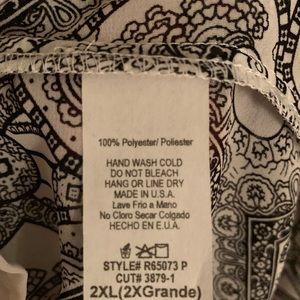 100% Polyester/ Poliester
HAND WASH COLD
DO NOT BLEACH
HANG OR LINE DRY
MADE IN U.S.A.
Lave Frio a Mano
No Cloro Secar Colgado
HECHO EN E.U.A.
STYLE# R65073 P
CUT# 3879-1
2XL(2XGrande)